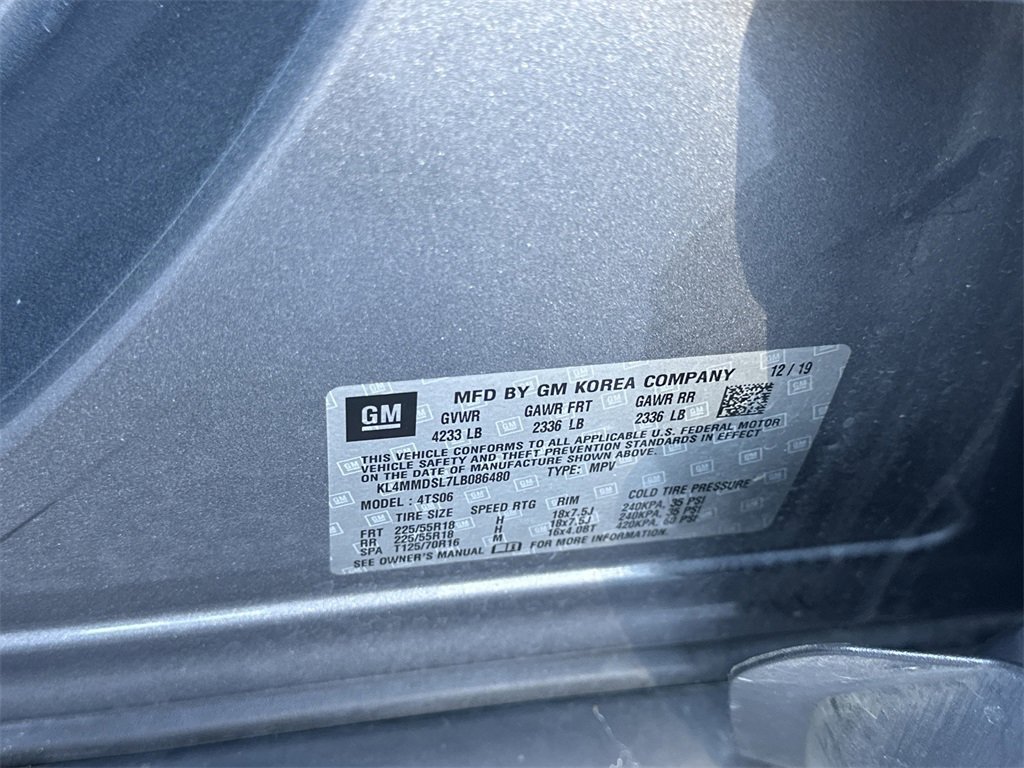 MFD BY GM KOREA COMPANY 12 / 19
GM
GVWR GAWR FRT GAWR RR
4233 LB 2336 LB 2336 LB
THIS VEHICLE CONFORMS TO ALL APPLICABLE U.S. FEDERAL MOTOR
VEHICLE SAFETY AND THEFT PREVENTION STANDARDS IN EFFECT
ON THE DATE OF MANUFACTURE SHOWN ABOVE.
KL4MMDSL7LB086480 TYPE: MPV
MODEL : 4TS06
TIRE SIZE SPEED RTG RIM COLD TIRE PRESSURE
FRT 225/55R18 H 18x7.5J 240KPA, 35 PSI
RR 225/55R18 H 18x7.5J 240KPA, 35 PSI
SPA T125/70R16 M 16x4.0BT 420KPA, 60 PSI
SEE OWNER'S MANUAL FOR MORE INFORMATION.